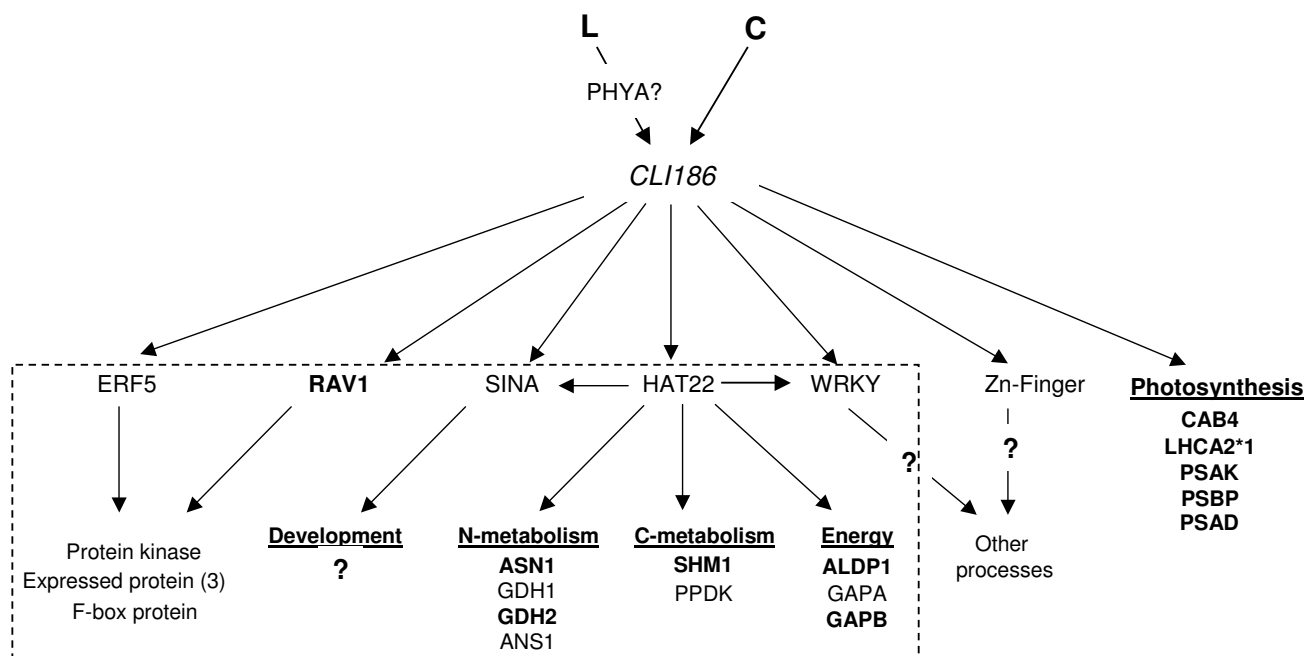 L
C
PHYA?
CLI186
ERF5
RAV1
SINA
HAT22
WRKY
Zn-Finger
Photosynthesis
CAB4
LHCA2*1
PSAK
PSBP
PSAD
?
?
Protein kinase
Expressed protein (3)
F-box protein
Development
?
N-metabolism
ASN1
GDH1
GDH2
ANS1
C-metabolism
SHM1
PPDK
Energy
ALDP1
GAPA
GAPB
Other
processes